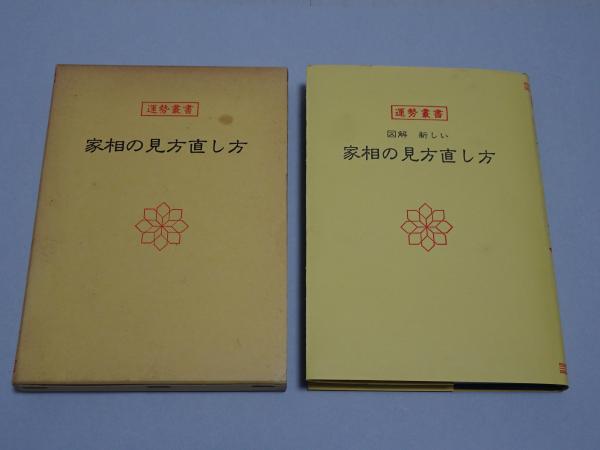 運勢叢書
家相の見方直し方
運勢叢書
図解 新しい
家相の見方直し方